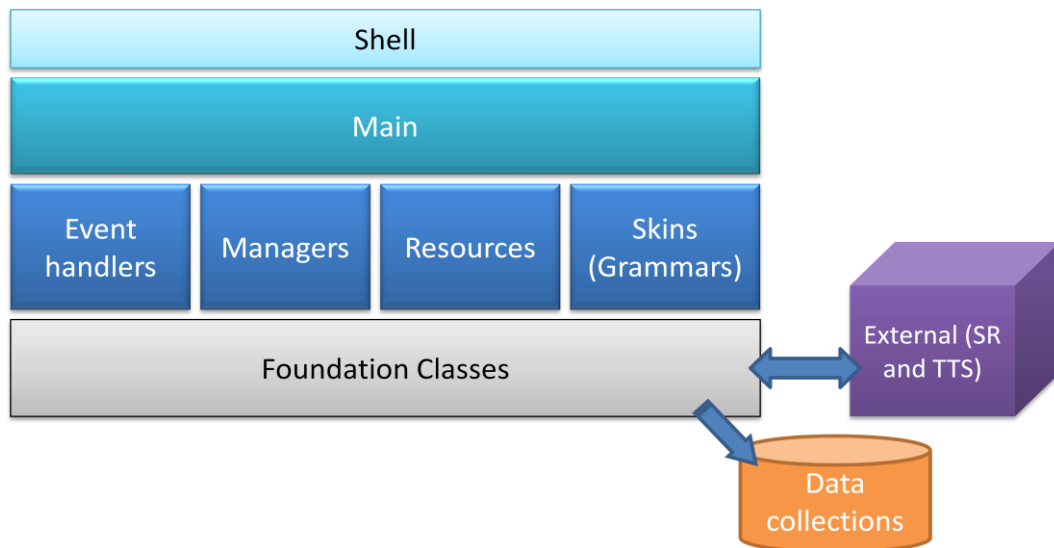 Shell
Main
Event
handlers
Managers
Resources
Skins
(Grammars)
External (SR
and TTS)
Foundation Classes
Data
collections